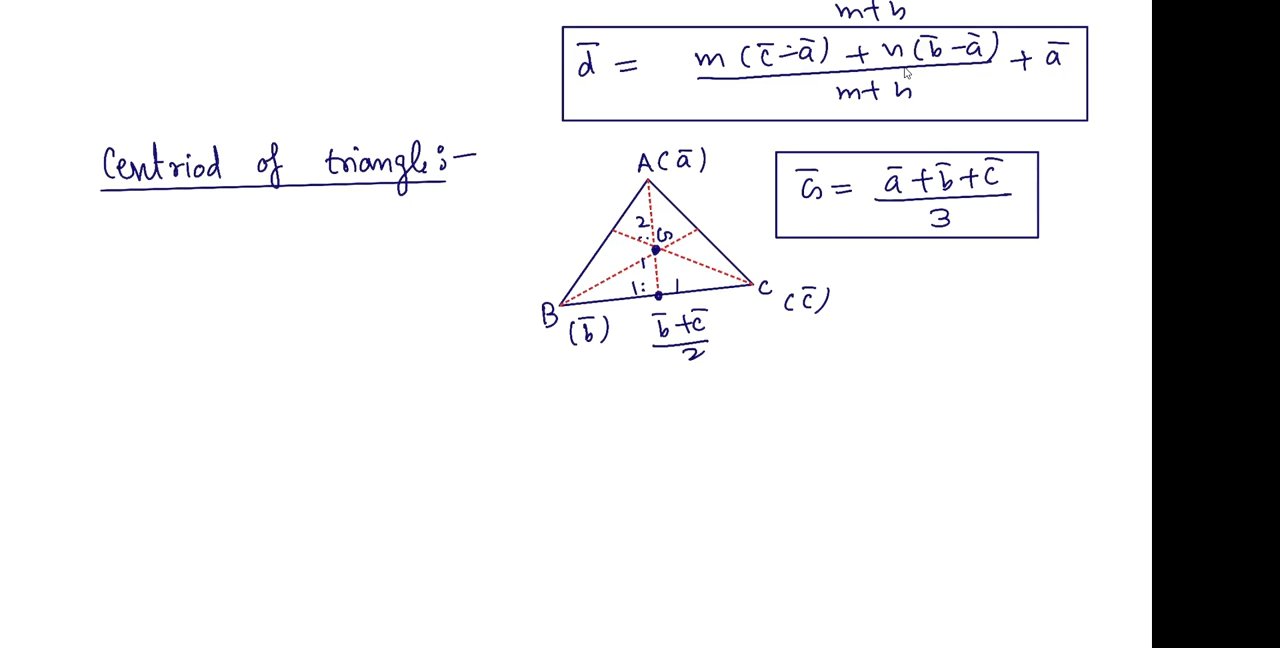 m+n
d̅ = m(c̅-a̅) + n(b̅-a̅) / m+n + a̅
Centriod of triangle:-
A(a̅)
G̅ = a̅+b̅+c̅ / 3
2
: G
1
1: 1
B (b̅)
C (c̅)
b̅+c̅ / 2